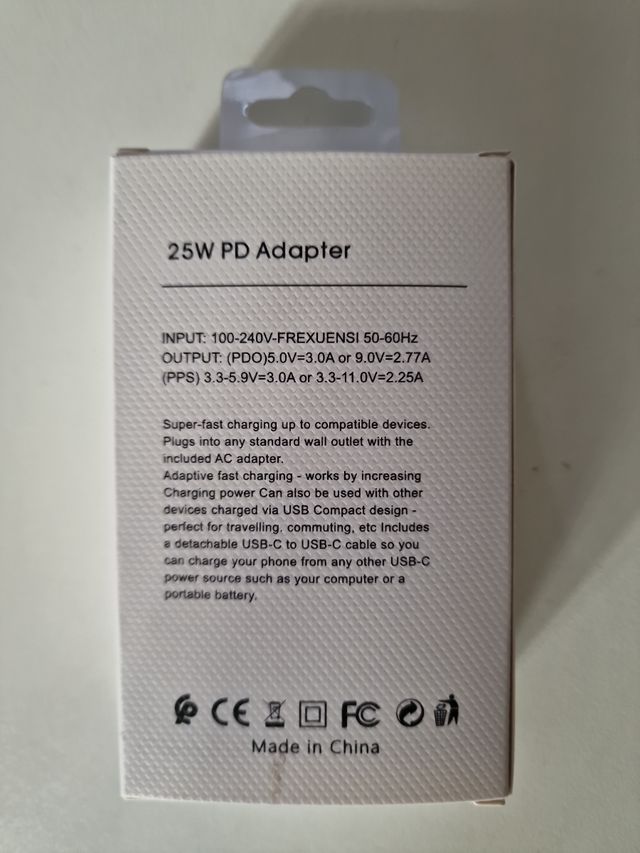 25W PD Adapter
INPUT: 100-240V-FREXUENSI 50-60Hz
OUTPUT: (PDO)5.0V=3.0A or 9.0V=2.77A
(PPS) 3.3-5.9V=3.0A or 3.3-11.0V=2.25A
Super-fast charging up to compatible devices.
Plugs into any standard wall outlet with the
included AC adapter.
Adaptive fast charging - works by increasing
Charging power Can also be used with other
devices charged via USB Compact design -
perfect for travelling. commuting, etc Includes
a detachable USB-C to USB-C cable so you
can charge your phone from any other USB-C
power source such as your computer or a
portable battery.
CE FC
Made in China